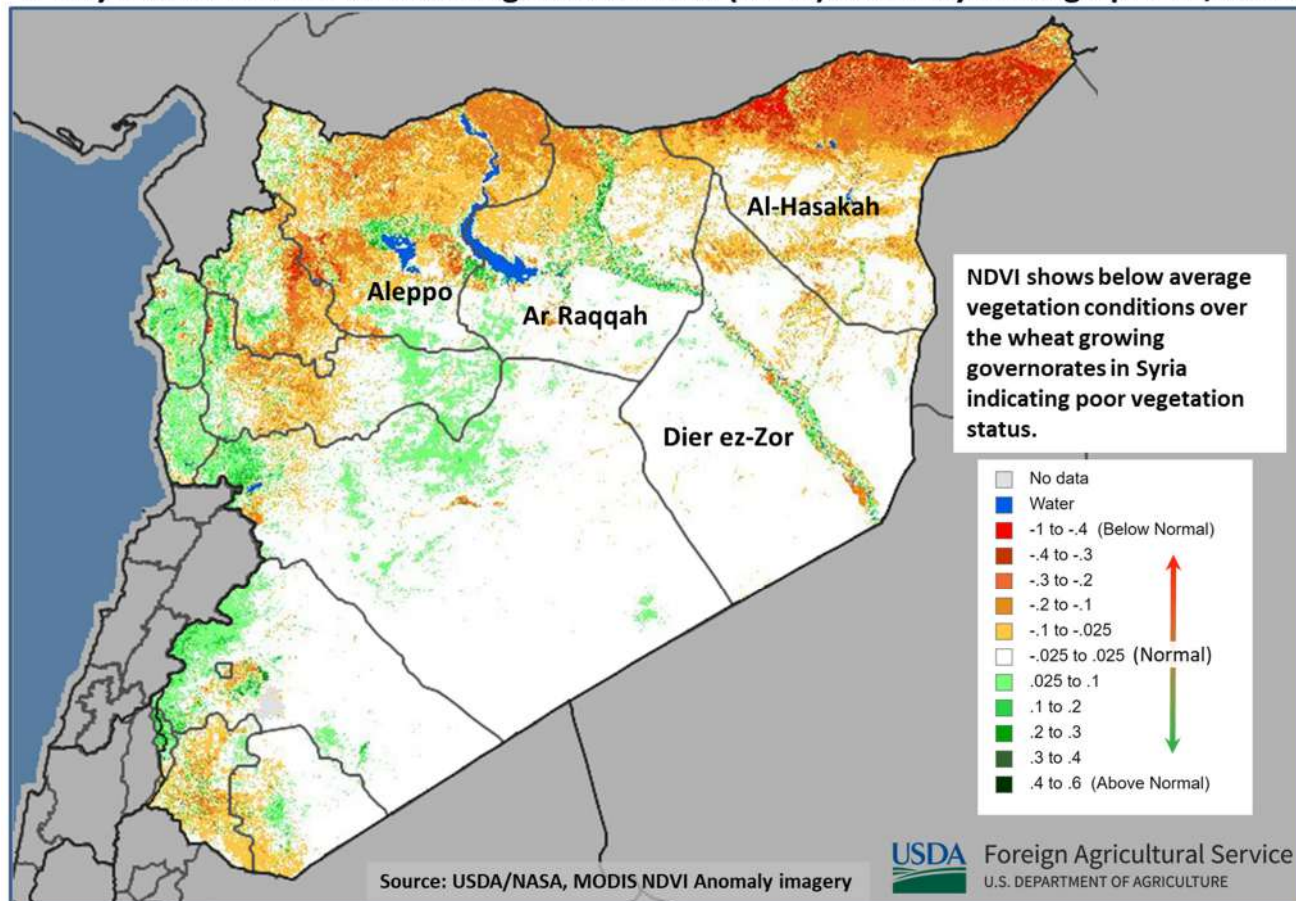 Al-Hasakah
Aleppo
Ar Raqqah
Dier ez-Zor
NDVI shows below average
vegetation conditions over
the wheat growing
governorates in Syria
indicating poor vegetation
status.
No data
Water
-1 to -.4 (Below Normal)
-.4 to -.3
-.3 to -.2
-.2 to -.1
-.1 to -.025
-.025 to .025 (Normal)
.025 to .1
.1 to .2
.2 to .3
.3 to .4
.4 to .6 (Above Normal)
Source: USDA/NASA, MODIS NDVI Anomaly imagery
USDA Foreign Agricultural Service
U.S. DEPARTMENT OF AGRICULTURE